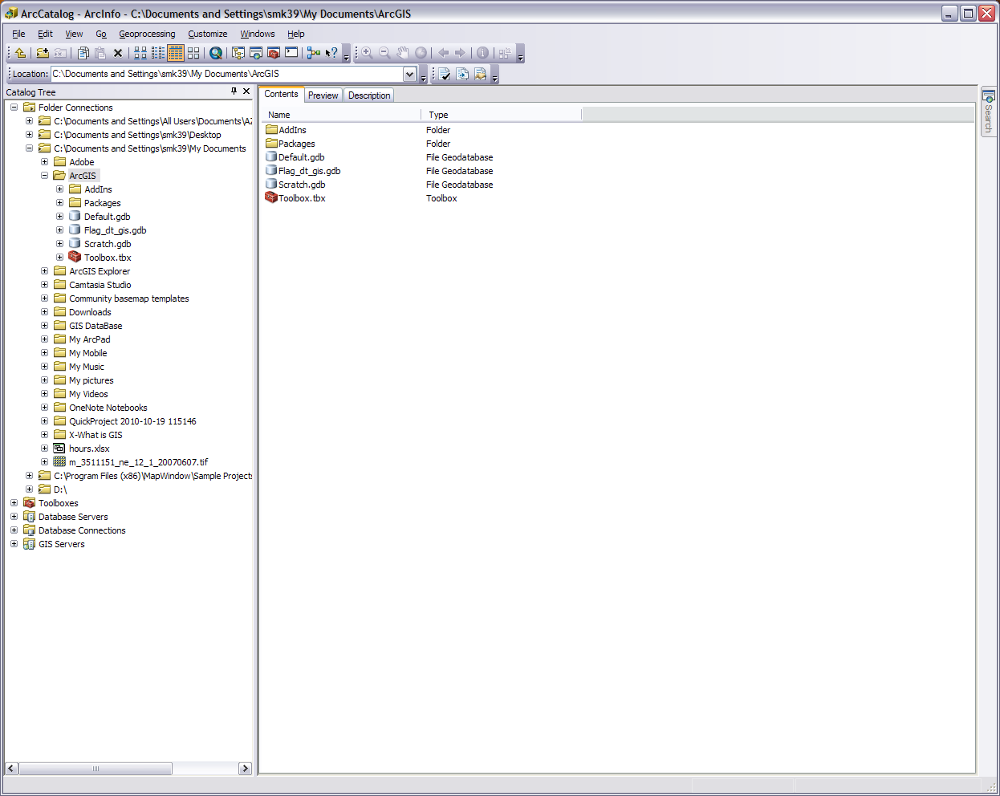 ArcCatalog - ArcInfo - C:\Documents and Settings\smk39\My Documents\ArcGIS
File Edit View Go Geoprocessing Customize Windows Help
Location: C:\Documents and Settings\smk39\My Documents\ArcGIS
Catalog Tree
Folder Connections
C:\Documents and Settings\All Users\Documents\AZ
C:\Documents and Settings\smk39\Desktop
C:\Documents and Settings\smk39\My Documents
Adobe
ArcGIS
AddIns
Packages
Default.gdb
Flag_dt_gis.gdb
Scratch.gdb
Toolbox.tbx
ArcGIS Explorer
Camtasia Studio
Community basemap templates
Downloads
GIS DataBase
My ArcPad
My Mobile
My Music
My pictures
My Videos
OneNote Notebooks
QuickProject 2010-10-19 115146
X-What is GIS
hours.xlsx
m_3511151_ne_12_1_20070607.tif
C:\Program Files (x86)\MapWindow\Sample Projects
D:\
Toolboxes
Database Servers
Database Connections
GIS Servers
Contents Preview Description
Name Type
AddIns Folder
Packages Folder
Default.gdb File Geodatabase
Flag_dt_gis.gdb File Geodatabase
Scratch.gdb File Geodatabase
Toolbox.tbx Toolbox
Search